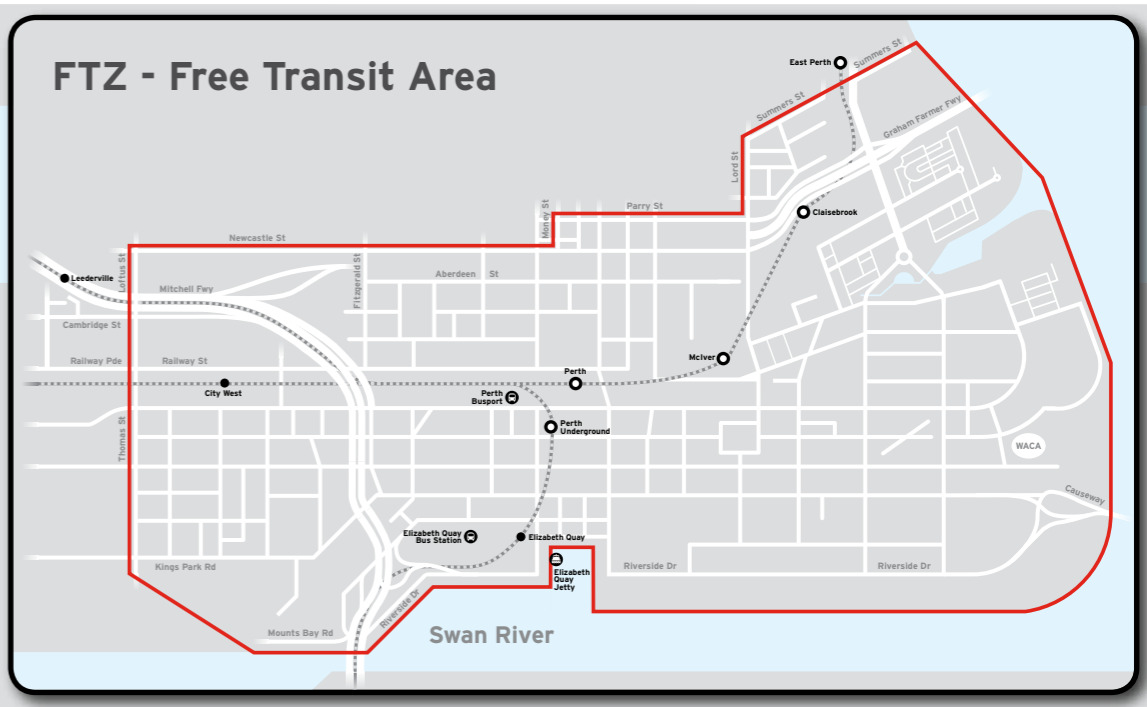 FTZ - Free Transit Area
East Perth
Summers St
Summers St
Graham Farmer Fwy
Lord St
Claisebrook
Money St
Parry St
Newcastle St
Loftus St
Leederville
Fitzgerald St
Aberdeen St
Mitchell Fwy
Cambridge St
Railway Pde
Railway St
McIver
Perth
City West
Perth
Busport
Perth
Underground
Thomas St
WACA
Causeway
Elizabeth Quay
Bus Station
Elizabeth Quay
Elizabeth
Quay
Jetty
Kings Park Rd
Riverside Dr
Riverside Dr
Riverside Dr
Mounts Bay Rd
Swan River